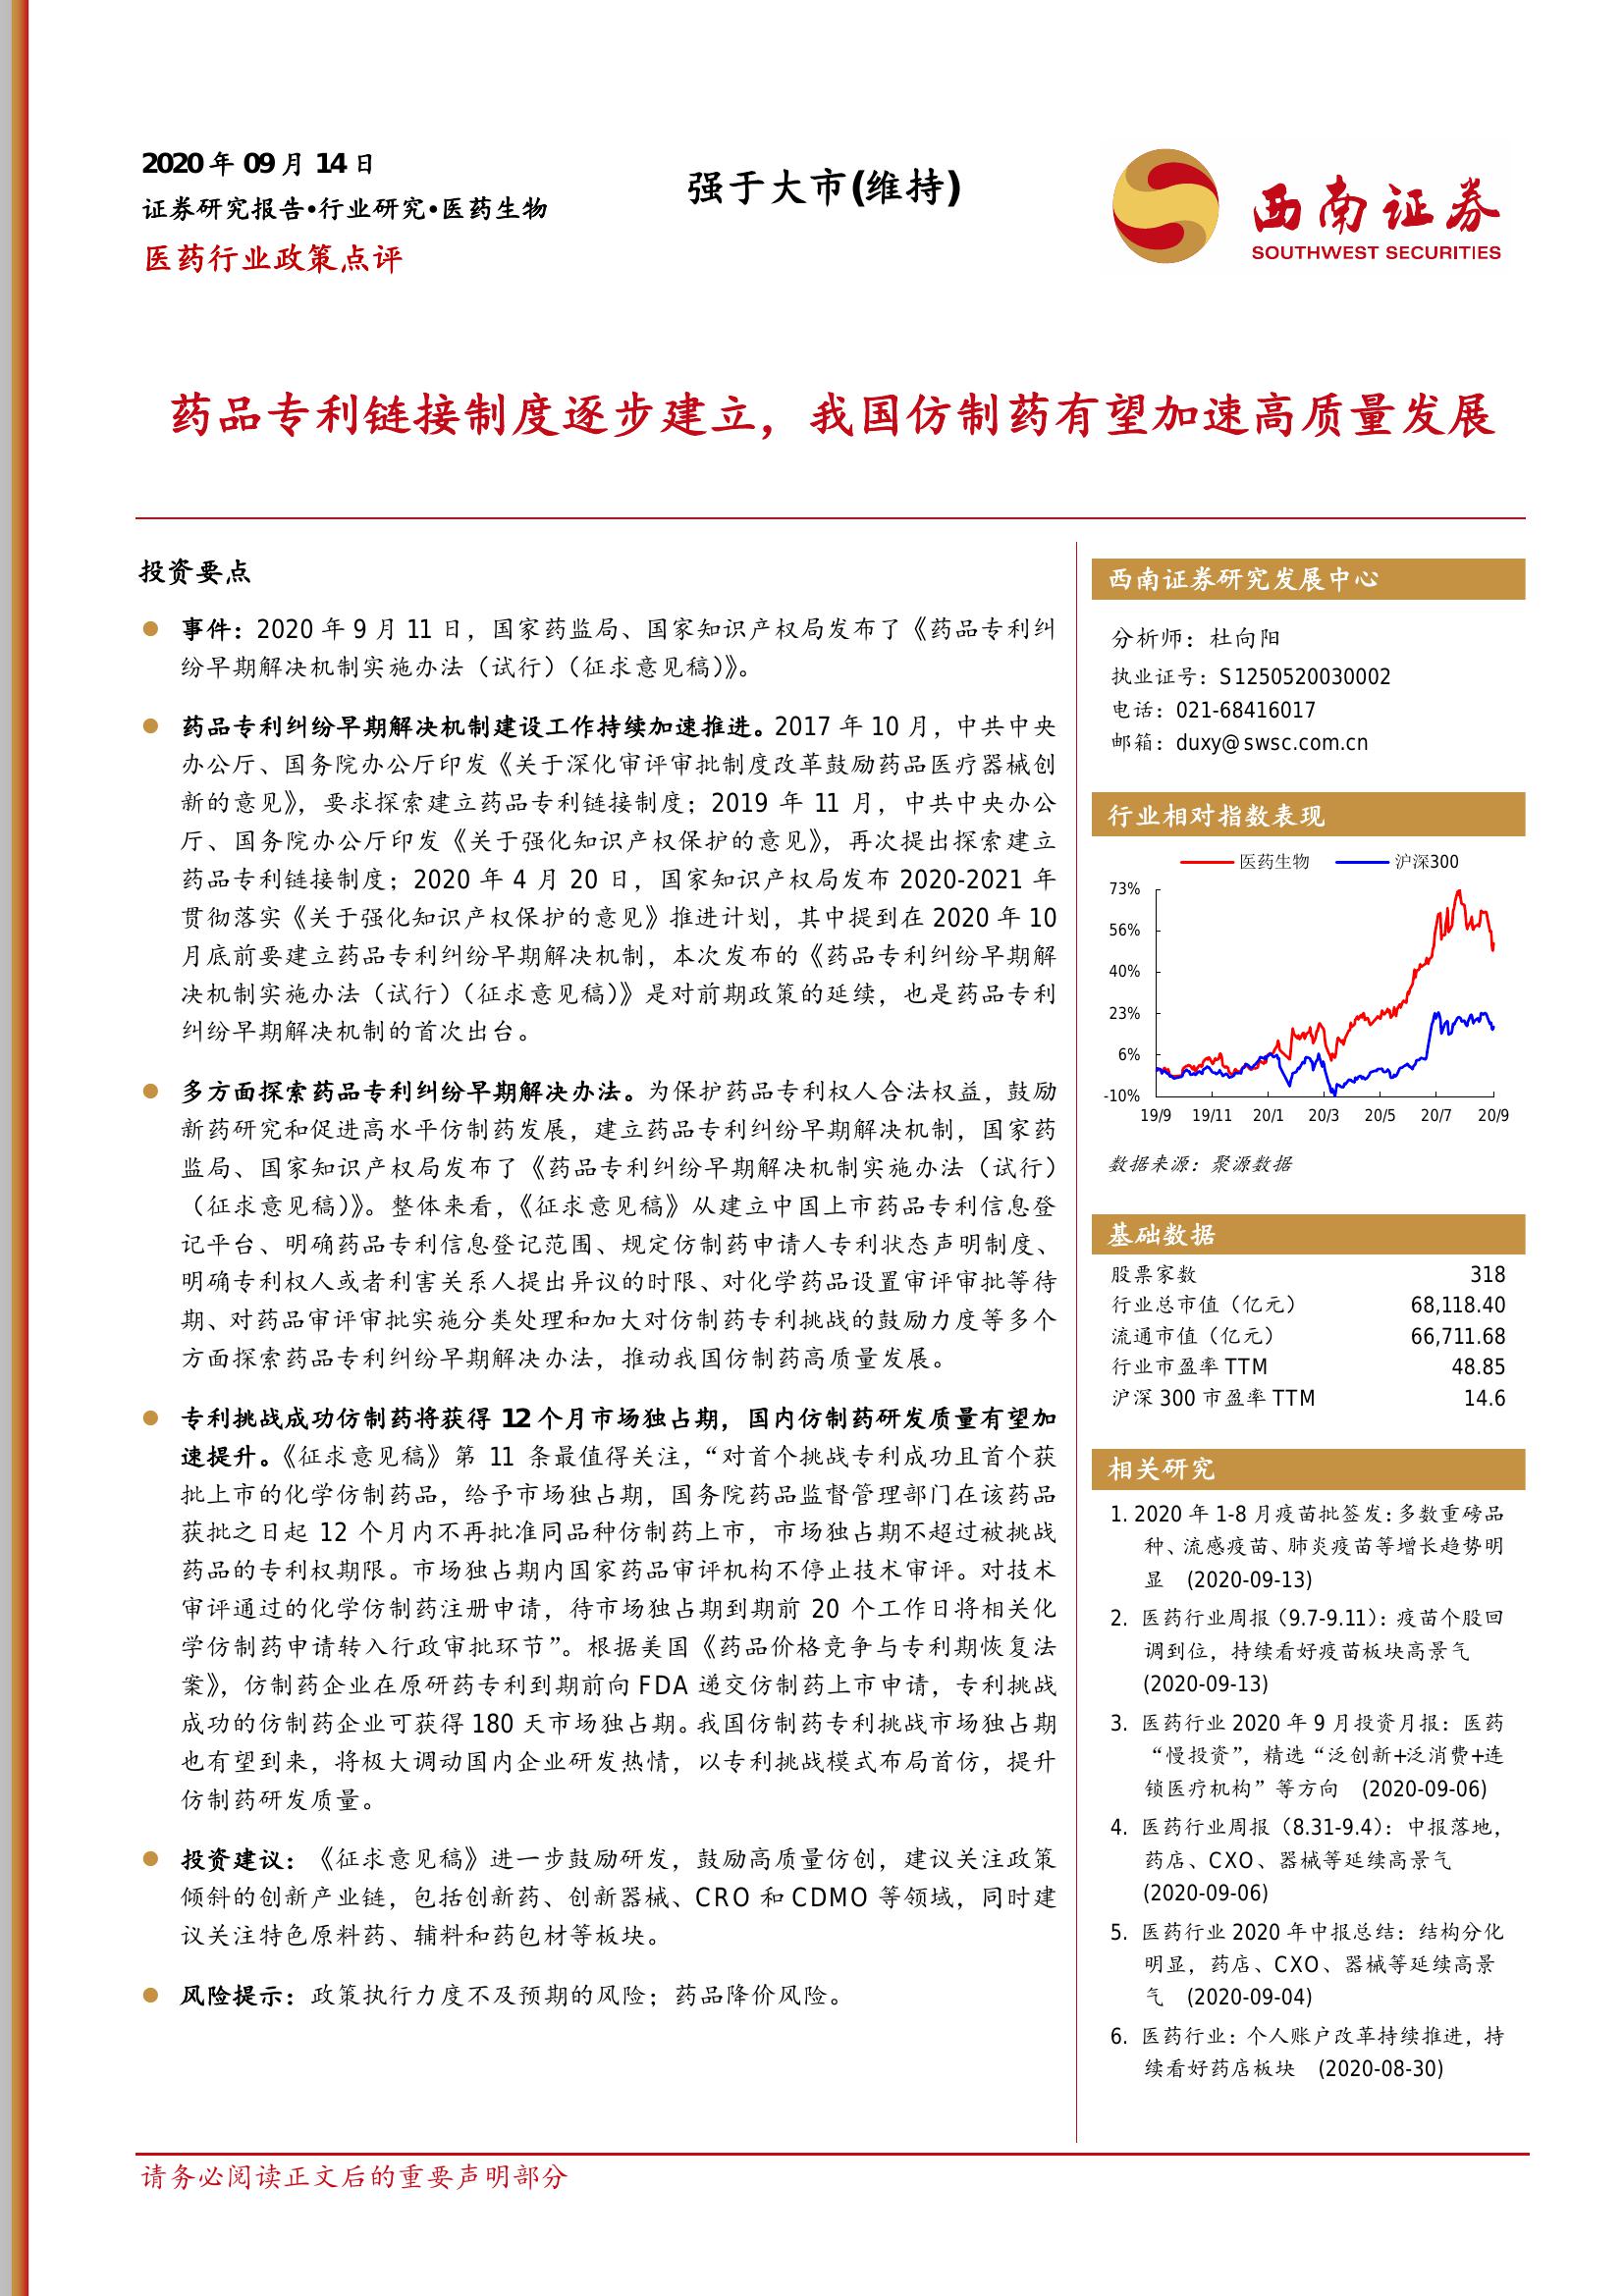 2020 年 09 月 14 日
证券研究报告•行业研究•医药生物
医药行业政策点评
强于大市(维持)
西南证券
SOUTHWEST SECURITIES
药品专利链接制度逐步建立，我国仿制药有望加速高质量发展
投资要点
事件：2020 年 9 月 11 日，国家药监局、国家知识产权局发布了《药品专利纠
纷早期解决机制实施办法（试行）（征求意见稿）》。
药品专利纠纷早期解决机制建设工作持续加速推进。2017 年 10 月，中共中央
办公厅、国务院办公厅印发《关于深化审评审批制度改革鼓励药品医疗器械创
新的意见》，要求探索建立药品专利链接制度；2019 年 11 月，中共中央办公
厅、国务院办公厅印发《关于强化知识产权保护的意见》，再次提出探索建立
药品专利链接制度；2020 年 4 月 20 日，国家知识产权局发布 2020-2021 年
贯彻落实《关于强化知识产权保护的意见》推进计划，其中提到在 2020 年 10
月底前要建立药品专利纠纷早期解决机制，本次发布的《药品专利纠纷早期解
决机制实施办法（试行）（征求意见稿）》是对前期政策的延续，也是药品专利
纠纷早期解决机制的首次出台。
多方面探索药品专利纠纷早期解决办法。为保护药品专利权人合法权益，鼓励
新药研究和促进高水平仿制药发展，建立药品专利纠纷早期解决机制，国家药
监局、国家知识产权局发布了《药品专利纠纷早期解决机制实施办法（试行）
（征求意见稿）》。整体来看，《征求意见稿》从建立中国上市药品专利信息登
记平台、明确药品专利信息登记范围、规定仿制药申请人专利状态声明制度、
明确专利权人或者利害关系人提出异议的时限、对化学药品设置审评审批等待
期、对药品审评审批实施分类处理和加大对仿制药专利挑战的鼓励力度等多个
方面探索药品专利纠纷早期解决办法，推动我国仿制药高质量发展。
专利挑战成功仿制药将获得 12 个月市场独占期，国内仿制药研发质量有望加
速提升。《征求意见稿》第 11 条最值得关注，“对首个挑战专利成功且首个获
批上市的化学仿制药品，给予市场独占期，国务院药品监督管理部门在该药品
获批之日起 12 个月内不再批准同品种仿制药上市，市场独占期不超过被挑战
药品的专利权期限。市场独占期内国家药品审评机构不停止技术审评。对技术
审评通过的化学仿制药注册申请，待市场独占期到期前 20 个工作日将相关化
学仿制药申请转入行政审批环节”。根据美国《药品价格竞争与专利期恢复法
案》，仿制药企业在原研药专利到期前向 FDA 递交仿制药上市申请，专利挑战
成功的仿制药企业可获得 180 天市场独占期。我国仿制药专利挑战市场独占期
也有望到来，将极大调动国内企业研发热情，以专利挑战模式布局首仿，提升
仿制药研发质量。
投资建议：《征求意见稿》进一步鼓励研发，鼓励高质量仿创，建议关注政策
倾斜的创新产业链，包括创新药、创新器械、CRO 和 CDMO 等领域，同时建
议关注特色原料药、辅料和药包材等板块。
风险提示：政策执行力度不及预期的风险；药品降价风险。
西南证券研究发展中心
分析师：杜向阳
执业证号：S1250520030002
电话：021-68416017
邮箱：duxy@swsc.com.cn
行业相对指数表现
医药生物 沪深300
73%
56%
40%
23%
6%
-10%
19/9 19/11 20/1 20/3 20/5 20/7 20/9
数据来源：聚源数据
基础数据
股票家数 318
行业总市值（亿元） 68,118.40
流通市值（亿元） 66,711.68
行业市盈率 TTM 48.85
沪深 300 市盈率 TTM 14.6
相关研究
1. 2020 年 1-8 月疫苗批签发：多数重磅品
种、流感疫苗、肺炎疫苗等增长趋势明
显 (2020-09-13)
2. 医药行业周报（9.7-9.11）：疫苗个股回
调到位，持续看好疫苗板块高景气
(2020-09-13)
3. 医药行业 2020 年 9 月投资月报：医药
“慢投资”，精选“泛创新+泛消费+连
锁医疗机构”等方向 (2020-09-06)
4. 医药行业周报（8.31-9.4）：中报落地，
药店、CXO、器械等延续高景气
(2020-09-06)
5. 医药行业 2020 年中报总结：结构分化
明显，药店、CXO、器械等延续高景
气 (2020-09-04)
6. 医药行业：个人账户改革持续推进，持
续看好药店板块 (2020-08-30)
请务必阅读正文后的重要声明部分